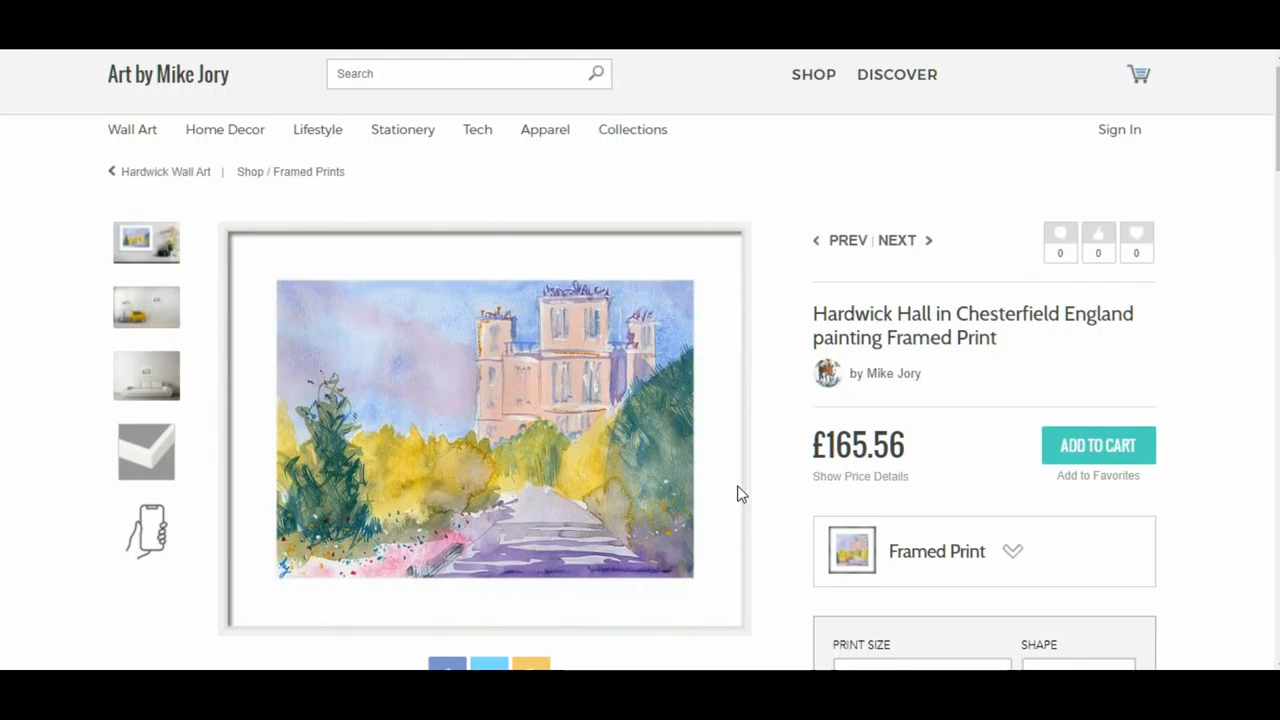 Art by Mike Jory
Search
SHOP
DISCOVER
Wall Art
Home Decor
Lifestyle
Stationery
Tech
Apparel
Collections
Sign In
Hardwick Wall Art | Shop / Framed Prints
PREV | NEXT
0
0
0
Hardwick Hall in Chesterfield England
painting Framed Print
by Mike Jory
£165.56
ADD TO CART
Show Price Details
Add to Favorites
Framed Print
PRINT SIZE
SHAPE